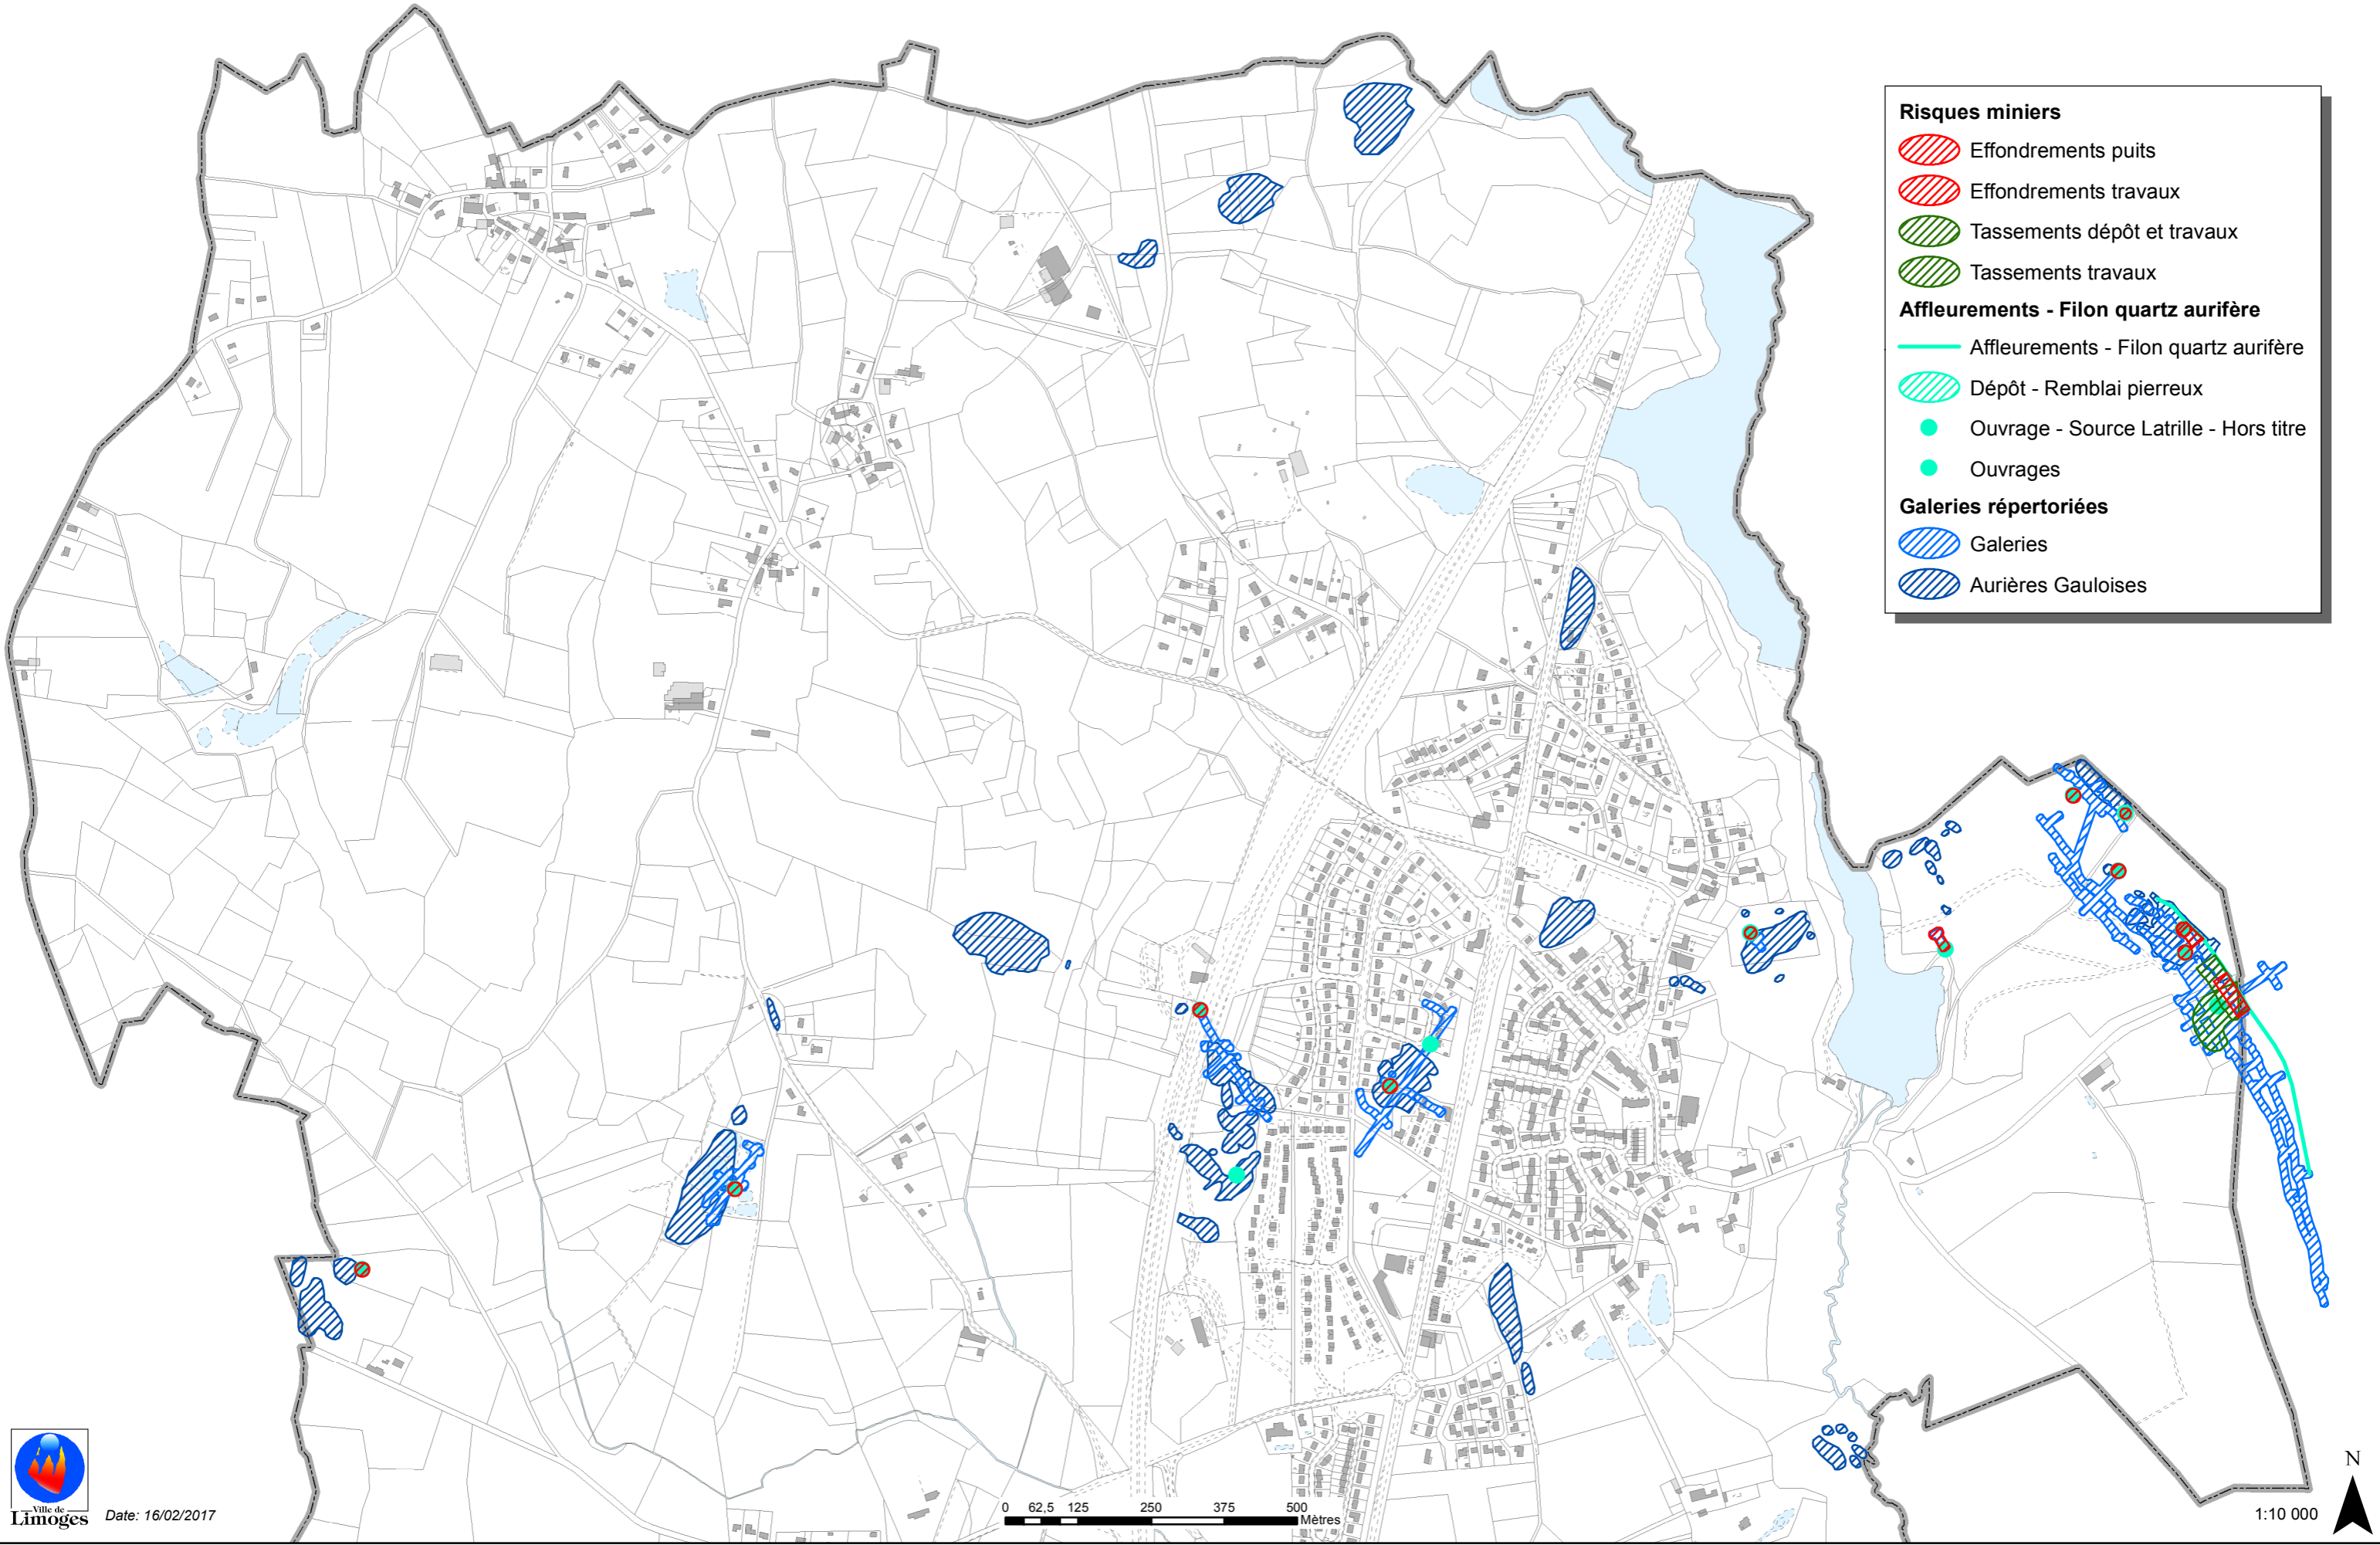 Risques miniers
Effondrements puits
Effondrements travaux
Tassements dépôt et travaux
Tassements travaux
Affleurements - Filon quartz aurifère
Affleurements - Filon quartz aurifère
Dépôt - Remblai pierreux
Ouvrage - Source Latrille - Hors titre
Ouvrages
Galeries répertoriées
Galeries
Aurières Gauloises
Ville de
Limoges
Date: 16/02/2017
0 62,5 125 250 375 500
Mètres
1:10 000
N